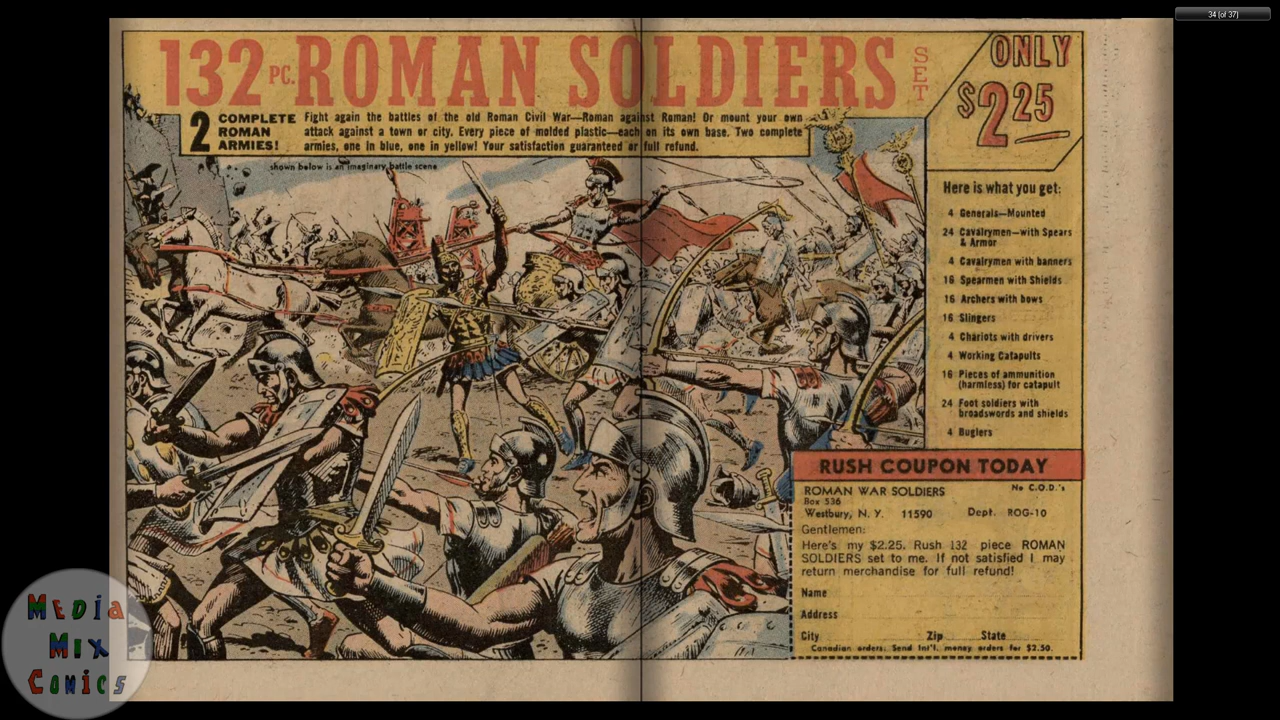 34 (of 37)
132 PC. ROMAN SOLDIERS SET
ONLY
$2.25
2 COMPLETE ROMAN ARMIES!
Fight again the battles of the old Roman Civil War—Roman against Roman! Or mount your own
attack against a town or city. Every piece of molded plastic—each on its own base. Two complete
armies, one in blue, one in yellow! Your satisfaction guaranteed or full refund.
shown below is an imaginary battle scene
Here is what you get:
4 Generals—Mounted
24 Cavalrymen—with Spears
& Armor
4 Cavalrymen with banners
16 Spearmen with Shields
16 Archers with bows
16 Slingers
4 Chariots with drivers
4 Working Catapults
16 Pieces of ammunition
(harmless) for catapult
24 Foot soldiers with
broadswords and shields
4 Buglers
RUSH COUPON TODAY
ROMAN WAR SOLDIERS No C.O.D.'s
Box 536
Westbury, N. Y. 11590 Dept. ROG-10
Gentlemen:
Here's my $2.25. Rush 132 piece ROMAN
SOLDIERS set to me. If not satisfied I may
return merchandise for full refund!
Name
Address
City Zip State
Canadian orders: Send Int'l. money orders for $2.50.
MEDIA
MIX
COMICS